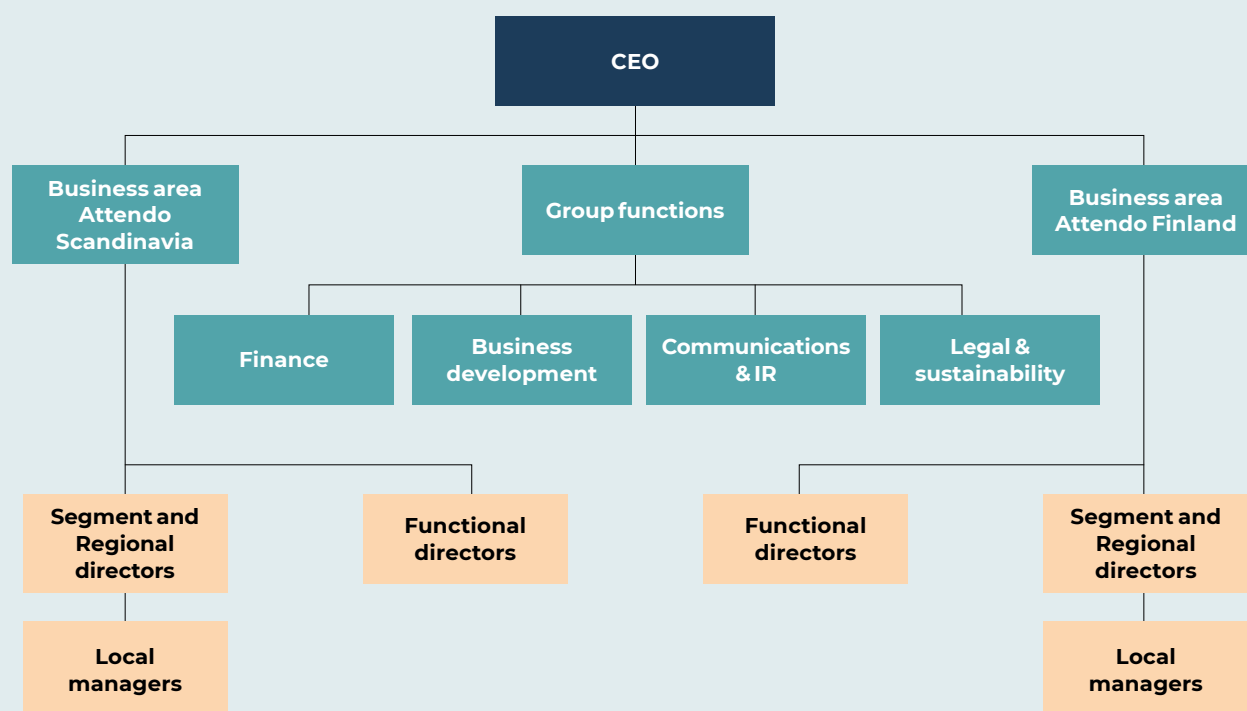 CEO
Business area
Attendo
Scandinavia
Group functions
Business area
Attendo Finland
Finance
Business
development
Communications
& IR
Legal &
sustainability
Segment and
Regional
directors
Functional
directors
Functional
directors
Segment and
Regional
directors
Local
managers
Local
managers